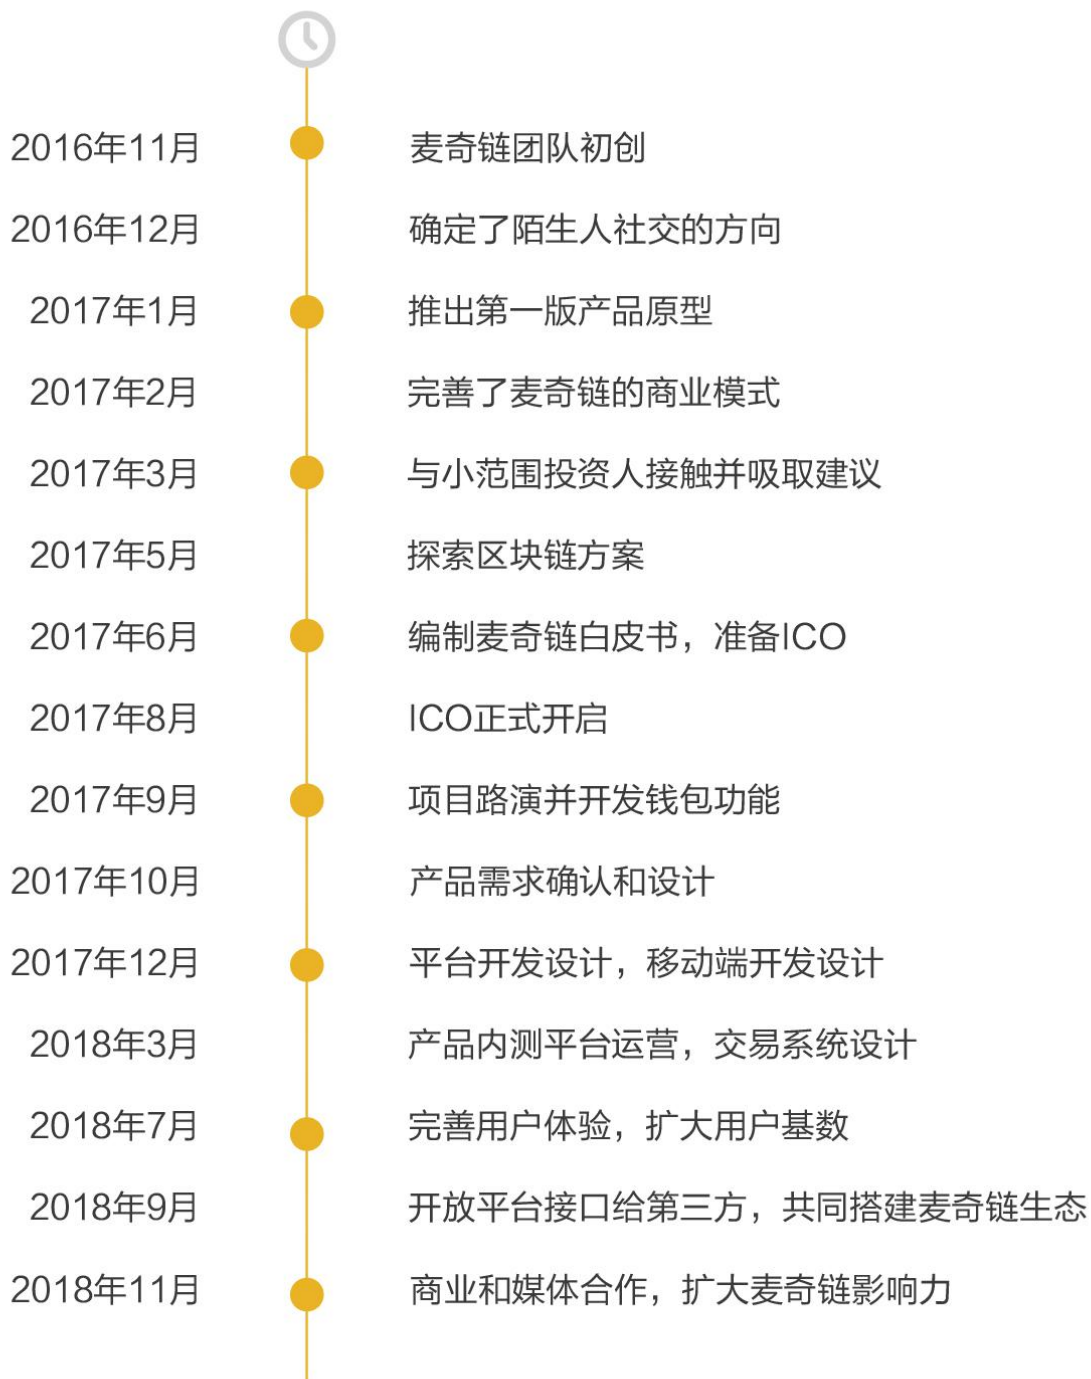 2016年11月 麦奇链团队初创
2016年12月 确定了陌生人社交的方向
2017年1月 推出第一版产品原型
2017年2月 完善了麦奇链的商业模式
2017年3月 与小范围投资人接触并吸取建议
2017年5月 探索区块链方案
2017年6月 编制麦奇链白皮书，准备ICO
2017年8月 ICO正式开启
2017年9月 项目路演并开发钱包功能
2017年10月 产品需求确认和设计
2017年12月 平台开发设计，移动端开发设计
2018年3月 产品内测平台运营，交易系统设计
2018年7月 完善用户体验，扩大用户基数
2018年9月 开放平台接口给第三方，共同搭建麦奇链生态
2018年11月 商业和媒体合作，扩大麦奇链影响力